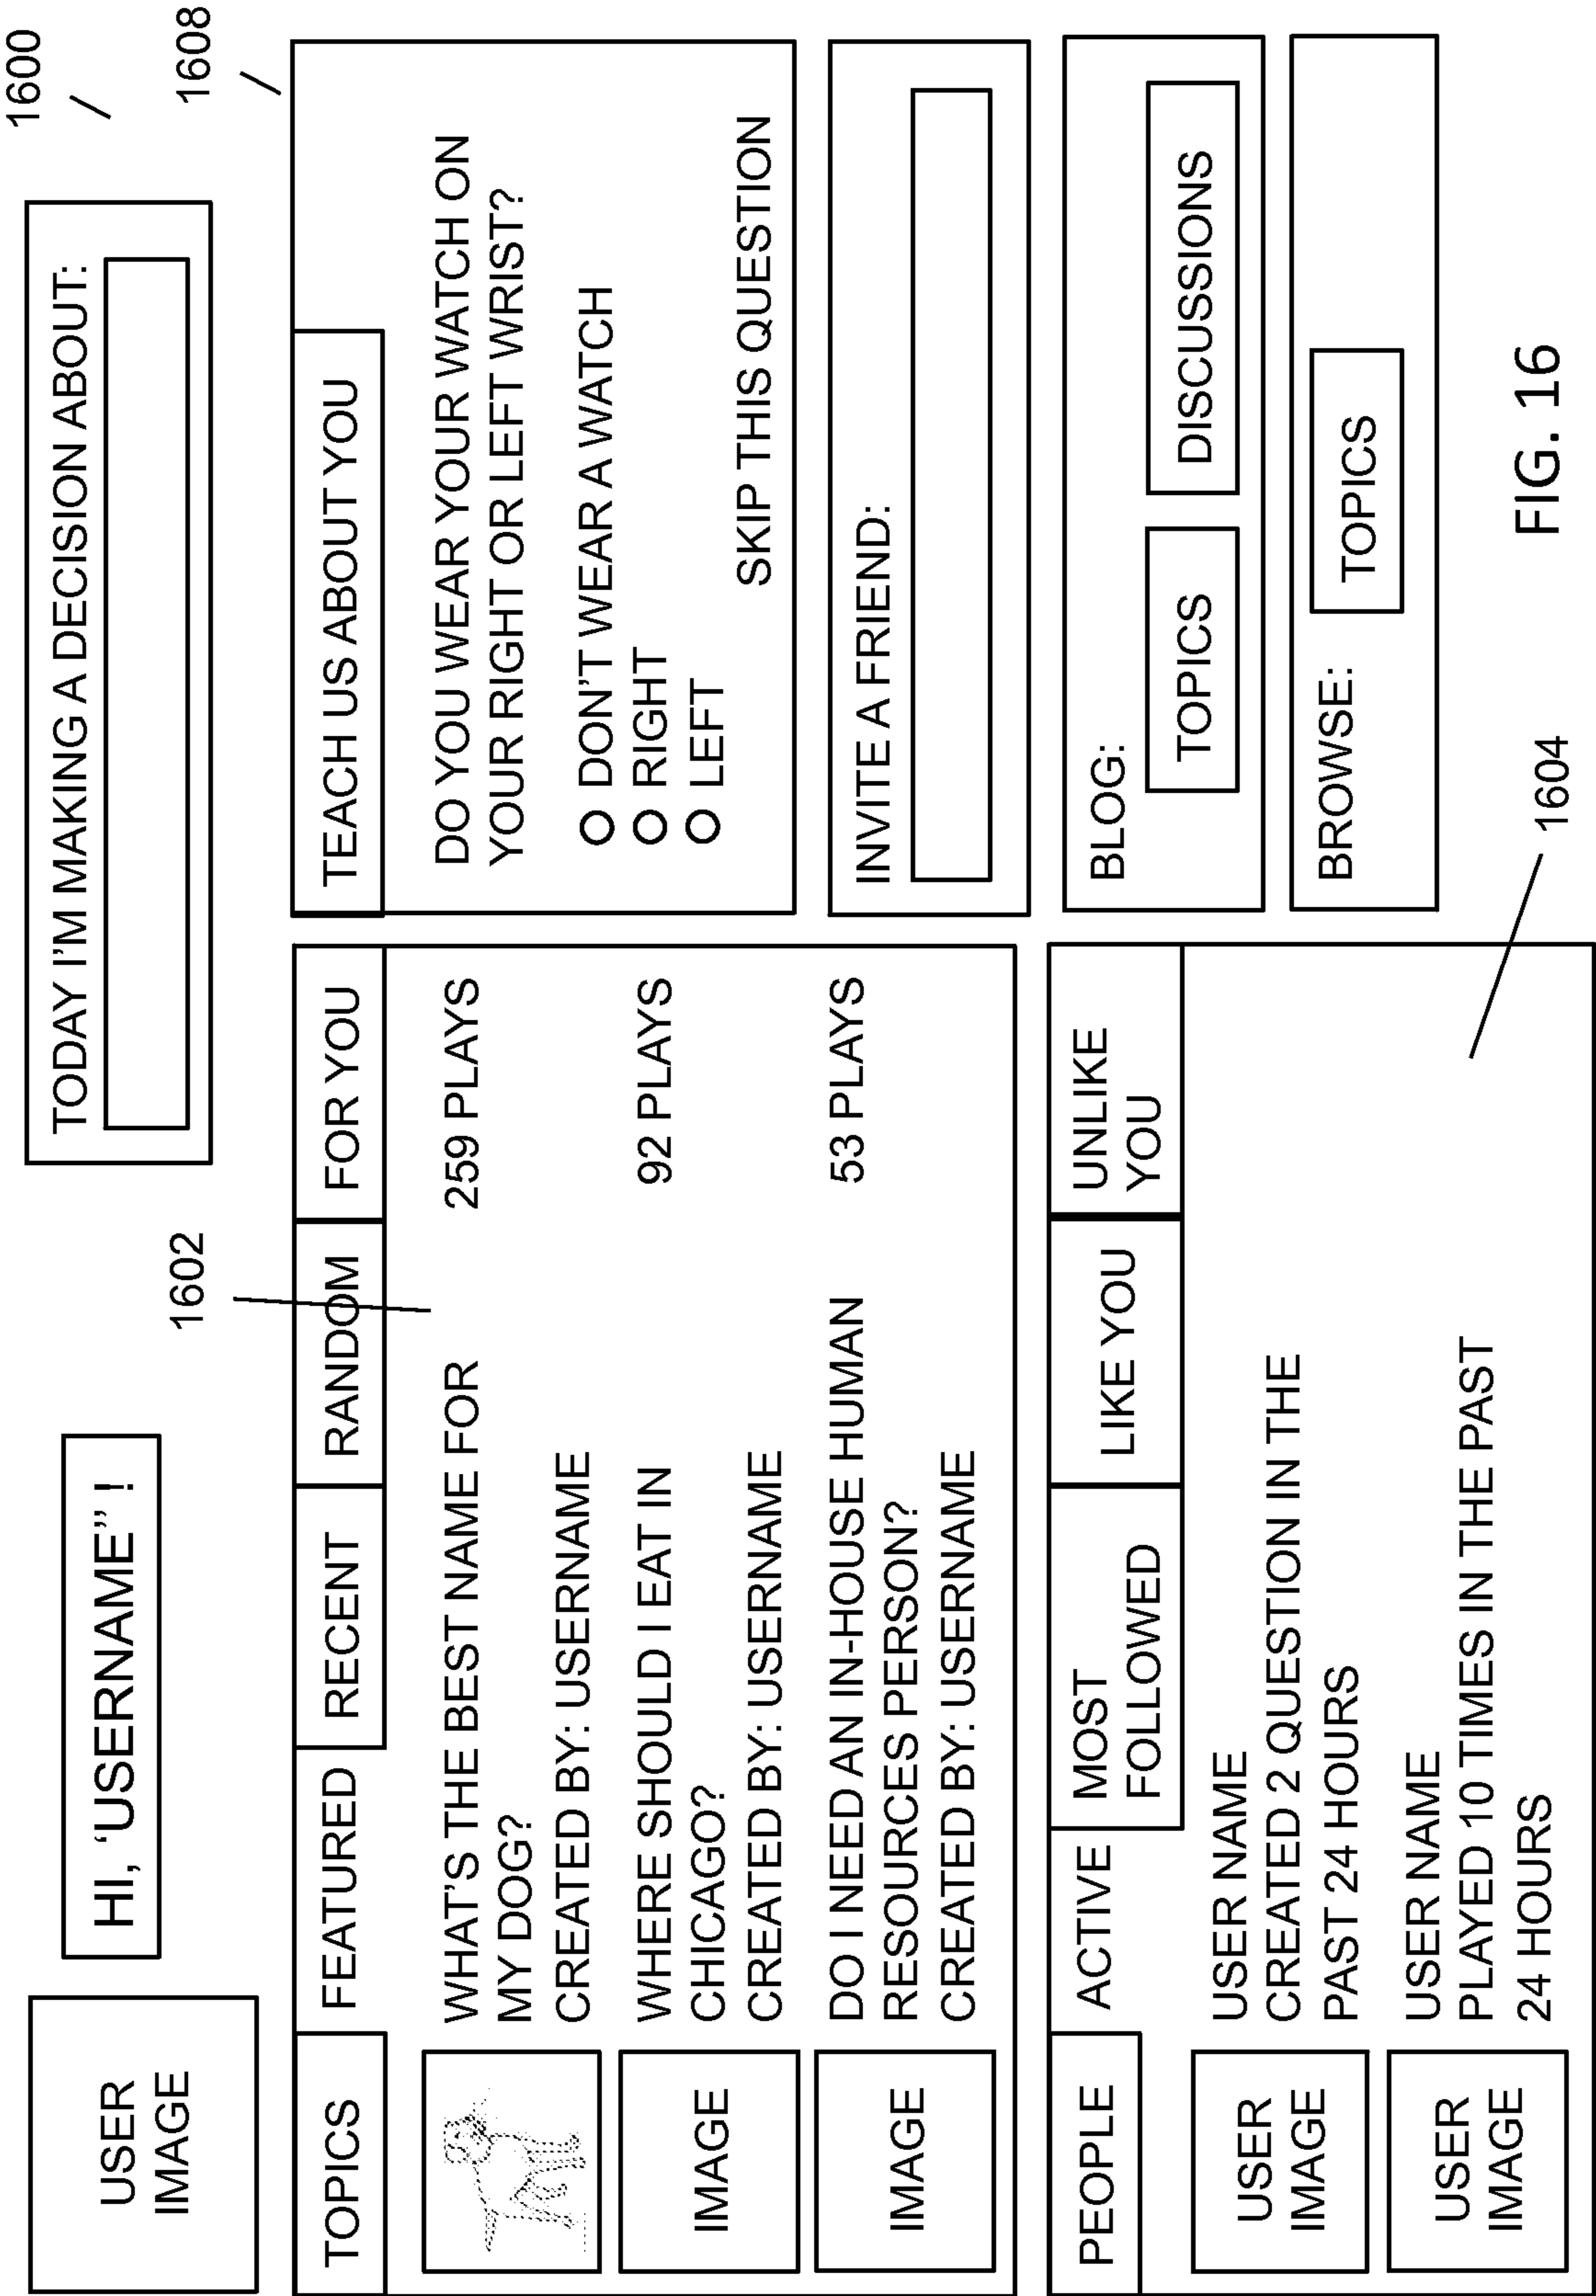 1600
USER
IMAGE
HI, ‘USERNAME” !
TODAY I'M MAKING A DECISION ABOUT:
1602
1608
TOPICS
FEATURED
RECENT
RANDOM
FOR YOU
WHAT'S THE BEST NAME FOR
MY DOG?
CREATED BY: USERNAME
259 PLAYS
IMAGE
WHERE SHOULD I EAT IN
CHICAGO?
CREATED BY: USERNAME
92 PLAYS
IMAGE
DO I NEED AN IN-HOUSE HUMAN
RESOURCES PERSON?
CREATED BY: USERNAME
53 PLAYS
TEACH US ABOUT YOU
DO YOU WEAR YOUR WATCH ON
YOUR RIGHT OR LEFT WRIST?
O DON'T WEAR A WATCH
O RIGHT
O LEFT
SKIP THIS QUESTION
INVITE A FRIEND:
BLOG:
TOPICS
DISCUSSIONS
BROWSE:
TOPICS
PEOPLE
ACTIVE
MOST
FOLLOWED
LIKE YOU
UNLIKE
YOU
USER
IMAGE
USER NAME
CREATED 2 QUESTION IN THE
PAST 24 HOURS
USER
IMAGE
USER NAME
PLAYED 10 TIMES IN THE PAST
24 HOURS
1604
FIG. 16